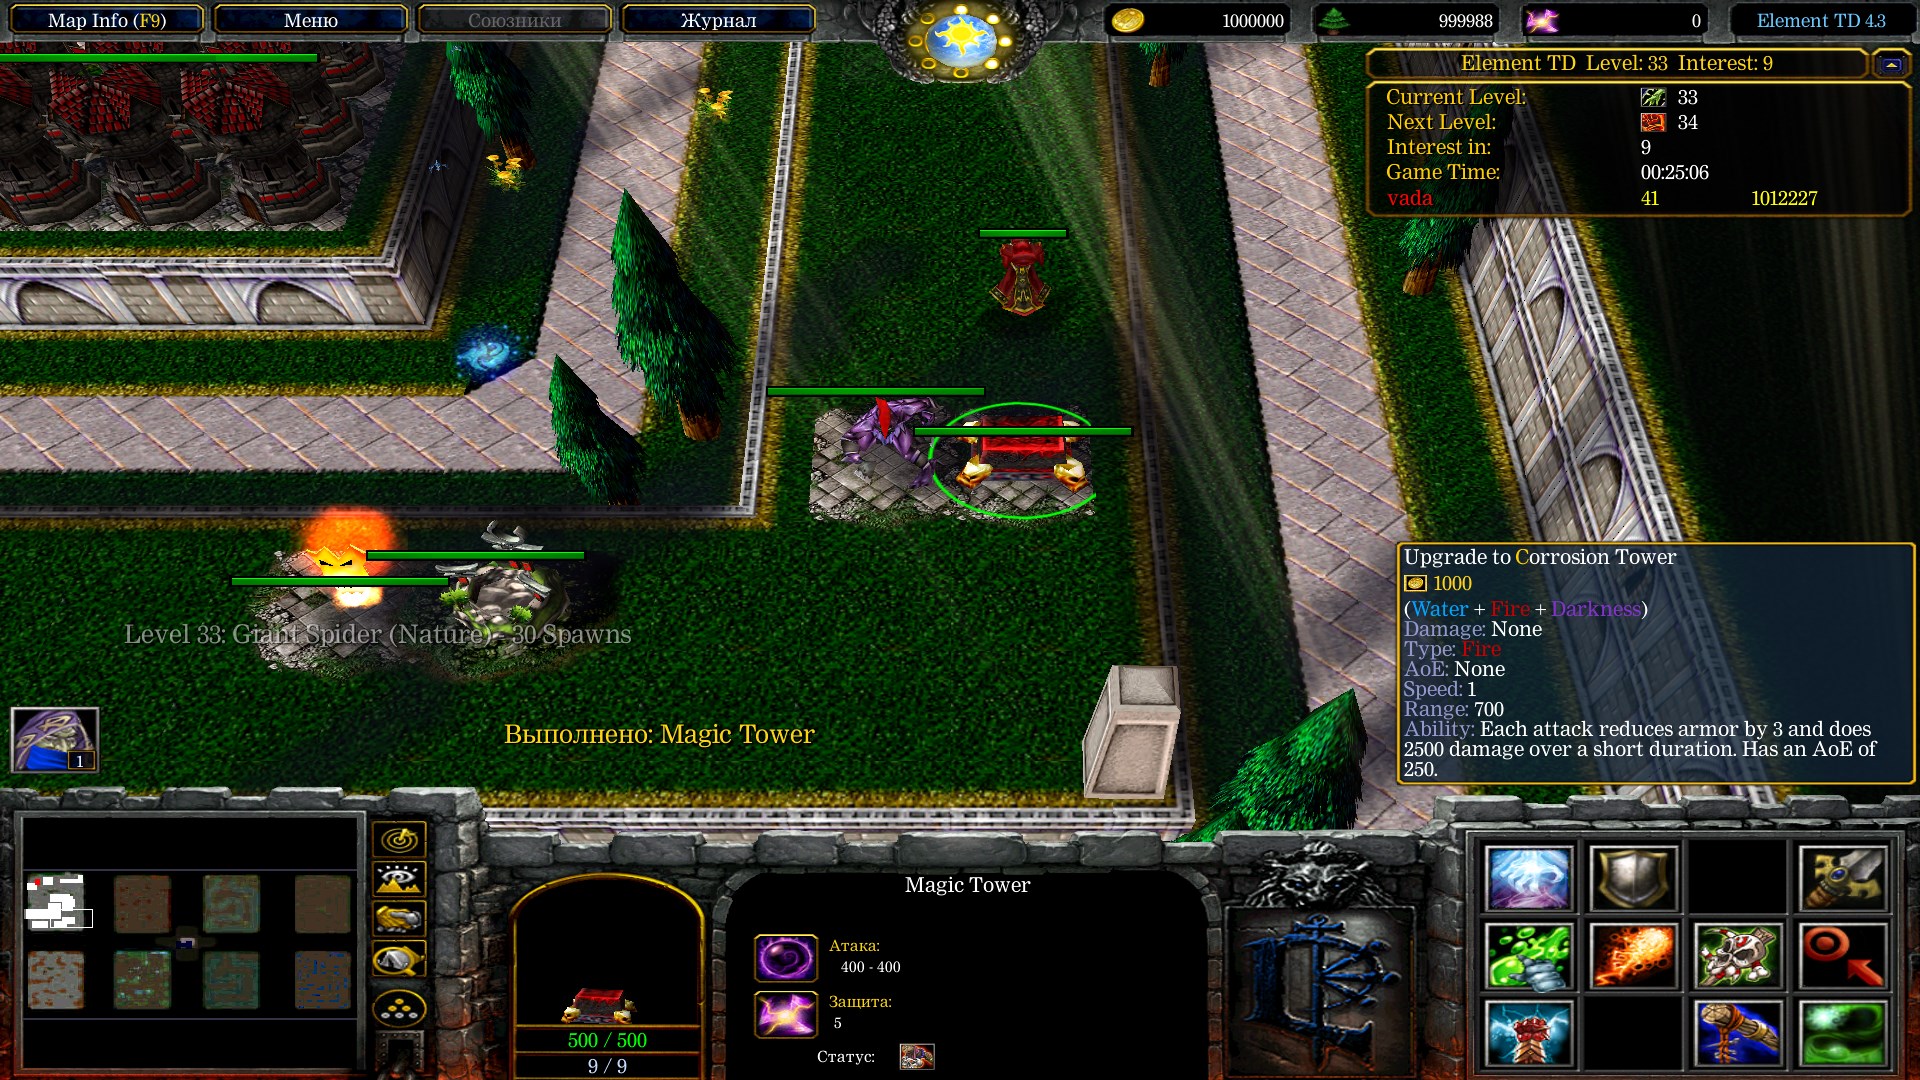 Map Info (F9)
Меню
Союзники
Журнал
1000000
999988
0
Element TD 4.3
Element TD Level: 33 Interest: 9
Current Level: 33
Next Level: 34
Interest in: 9
Game Time: 00:25:06
vada 41 1012227
Upgrade to Corrosion Tower
1000
(Water + Fire + Darkness)
Damage: None
Type: Fire
AoE: None
Speed: 1
Range: 700
Ability: Each attack reduces armor by 3 and does
2500 damage over a short duration. Has an AoE of
250.
Level 33: Giant Spider (Nature) - 30 Spawns
Выполнено: Magic Tower
1
Magic Tower
Атака:
400 - 400
Защита:
5
Статус:
500 / 500
9 / 9